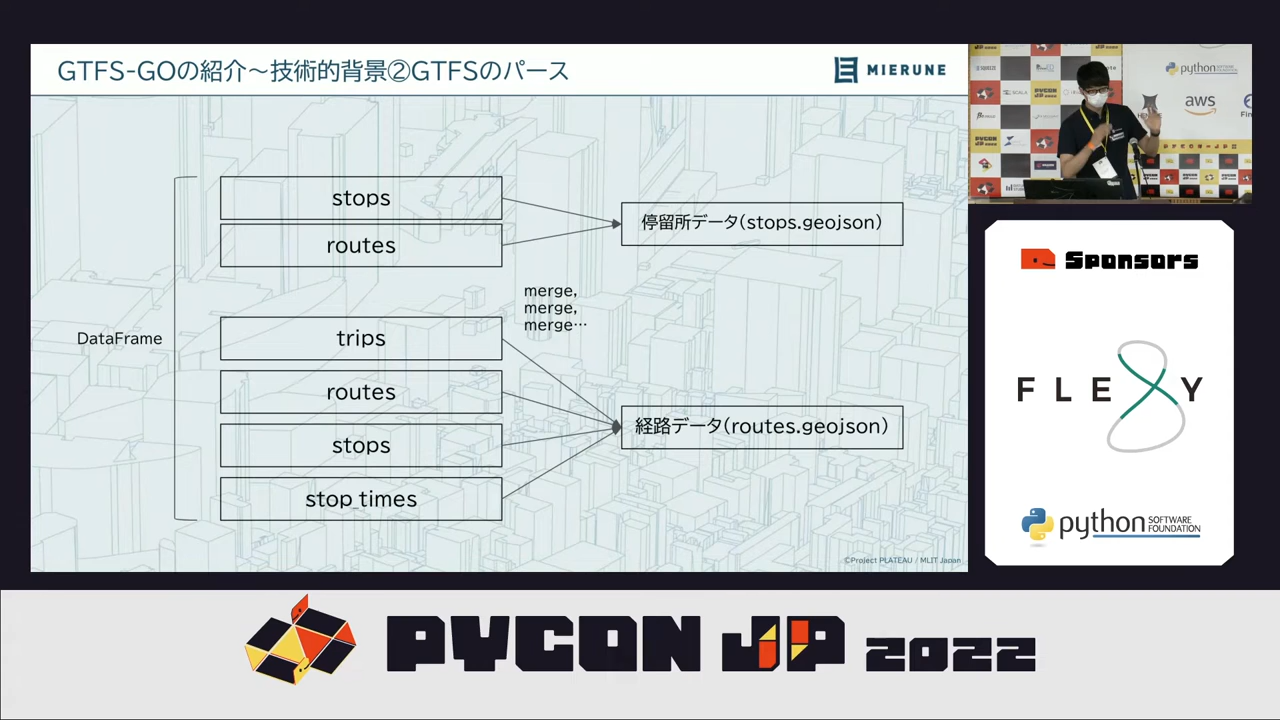 GTFS-GOの紹介～技術的背景②GTFSのパース
MIERUNE
stops
routes
停留所データ(stops.geojson)
merge,
merge,
merge…
DataFrame
trips
routes
stops
stop times
経路データ(routes.geojson)
©Project PLATEAU / MLIT Japan
python
aws
Sponsors
FLEXY
python SOFTWARE
FOUNDATION
PYCON JP 2022